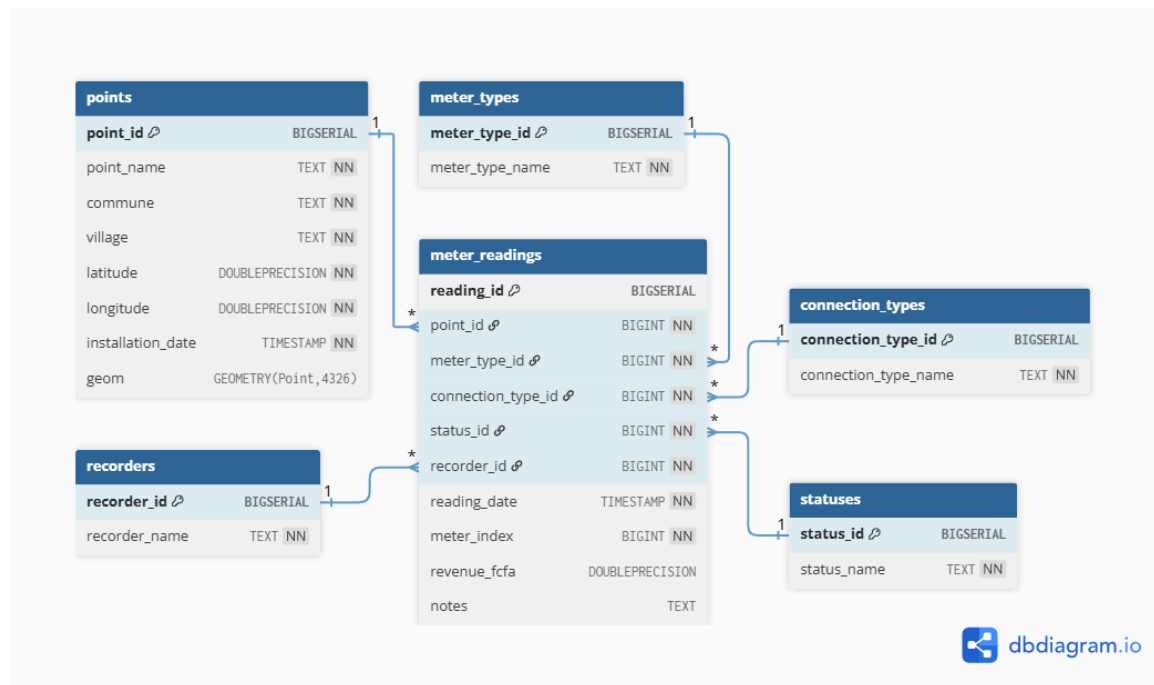 points
point_id BIGSERIAL
point_name TEXT NN
commune TEXT NN
village TEXT NN
latitude DOUBLEPRECISION NN
longitude DOUBLEPRECISION NN
installation_date TIMESTAMP NN
geom GEOMETRY(Point,4326)
1
*
meter_types
meter_type_id BIGSERIAL
meter_type_name TEXT NN
1
*
meter_readings
reading_id BIGSERIAL
point_id BIGINT NN
meter_type_id BIGINT NN
connection_type_id BIGINT NN
status_id BIGINT NN
recorder_id BIGINT NN
reading_date TIMESTAMP NN
meter_index BIGINT NN
revenue_fcfa DOUBLEPRECISION
notes TEXT
connection_types
connection_type_id BIGSERIAL
connection_type_name TEXT NN
1
*
recorders
recorder_id BIGSERIAL
recorder_name TEXT NN
1
*
statuses
status_id BIGSERIAL
status_name TEXT NN
1
*
dbdiagram.io